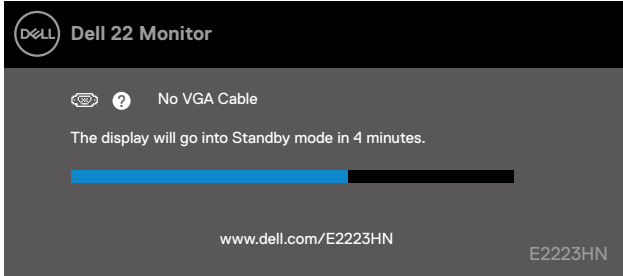 DELL Dell 22 Monitor
? No VGA Cable
The display will go into Standby mode in 4 minutes.
www.dell.com/E2223HN
E2223HN